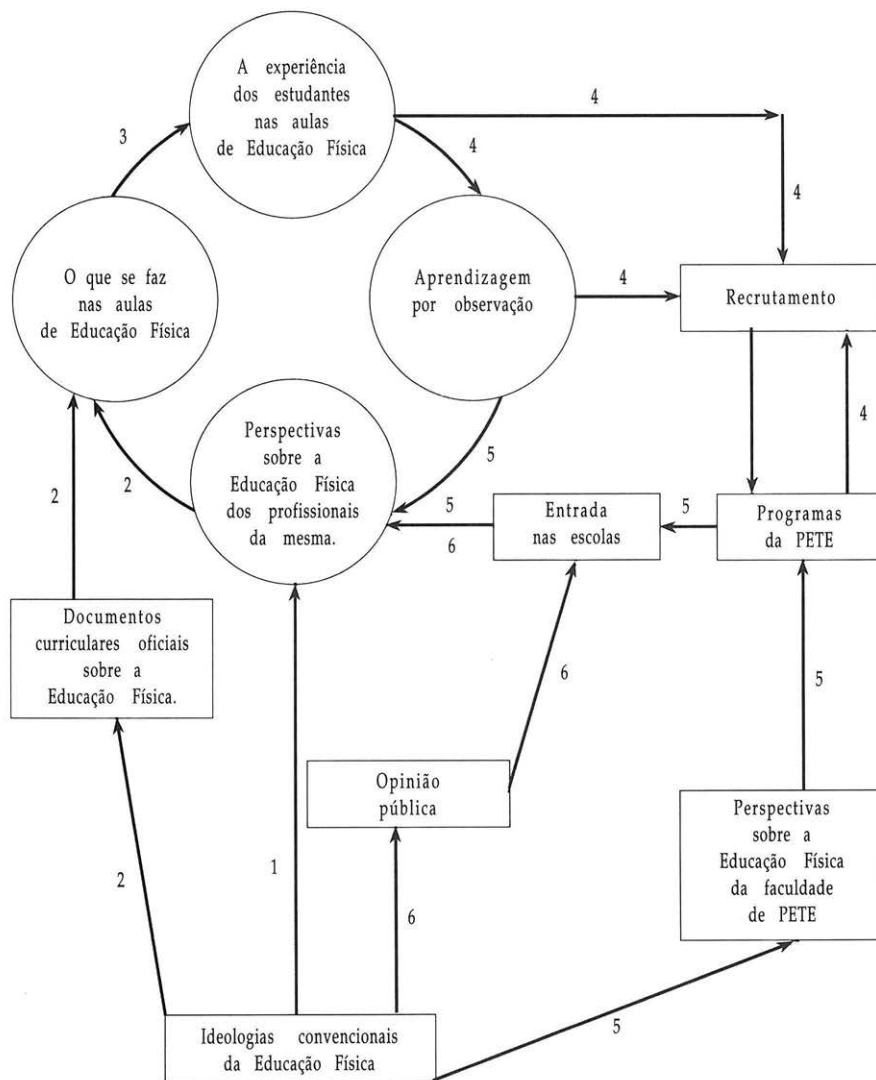 A experiência
dos estudantes
nas aulas
de Educação Física
4
3
4
4
O que se faz
nas aulas
de Educação Física
Aprendizagem
por observação
4
Recrutamento
Perspectivas
sobre a
Educação Física
dos profissionais
da mesma.
5
4
2
2
5
6
Entrada
nas escolas
5
Programas
da PETE
Documentos
curriculares oficiais
sobre a
Educação Física.
6
5
Opinião
pública
Perspectivas
sobre a
Educação Física
da faculdade
de PETE
2
1
6
5
Ideologias convencionais
da Educação Física